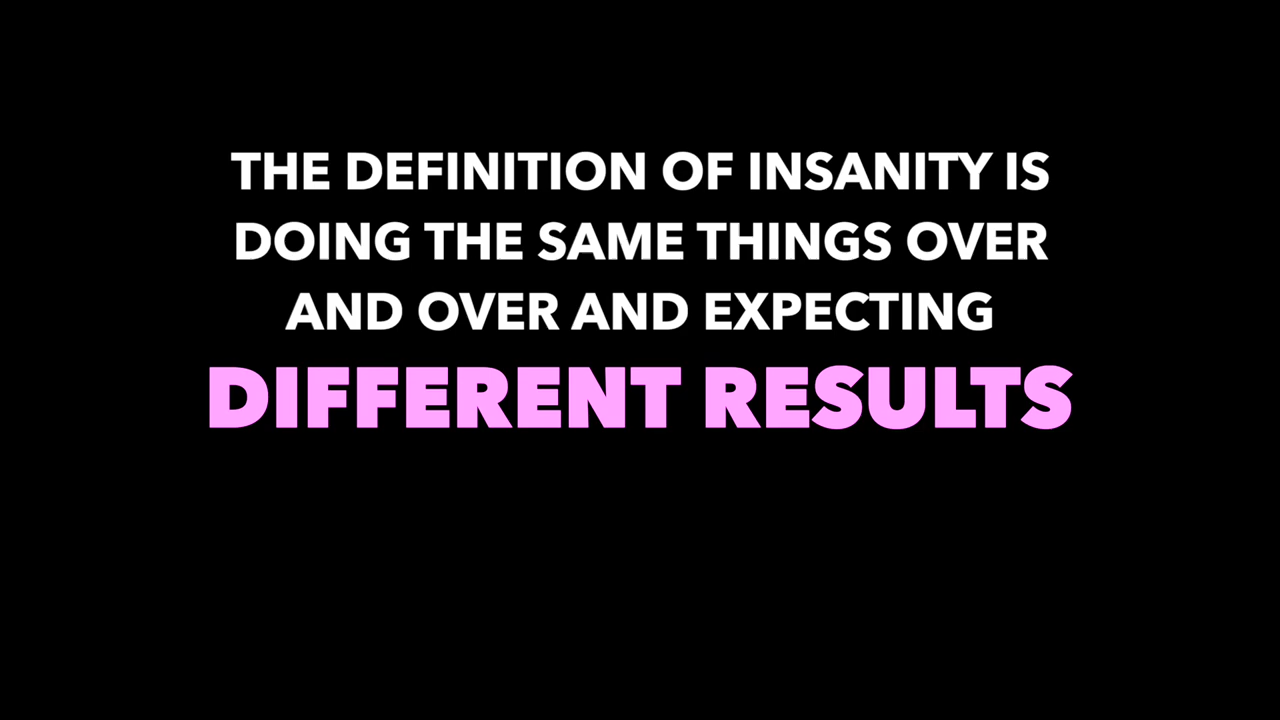 THE DEFINITION OF INSANITY IS
DOING THE SAME THINGS OVER
AND OVER AND EXPECTING
DIFFERENT RESULTS